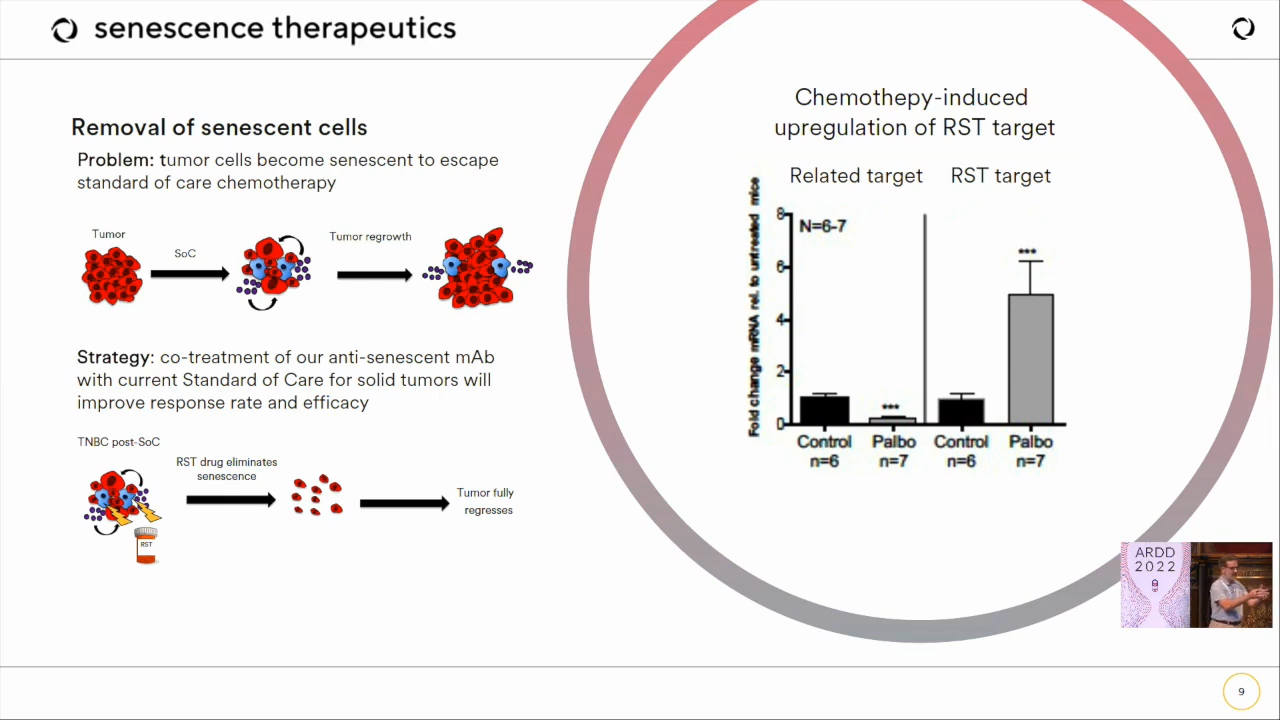 senescence therapeutics
Removal of senescent cells
Problem: tumor cells become senescent to escape
standard of care chemotherapy
Tumor
SoC
Tumor regrowth
Strategy: co-treatment of our anti-senescent mAb
with current Standard of Care for solid tumors will
improve response rate and efficacy
TNBC post-SoC
RST drug eliminates
senescence
Tumor fully
regresses
RST
Chemothepy-induced
upregulation of RST target
Related target
RST target
Fold change mRNA rel. to untreated mice
N=6-7
8
6
4
2
0
***
***
Control
n=6
Palbo
n=7
Control
n=6
Palbo
n=7
ARDD
2022
9